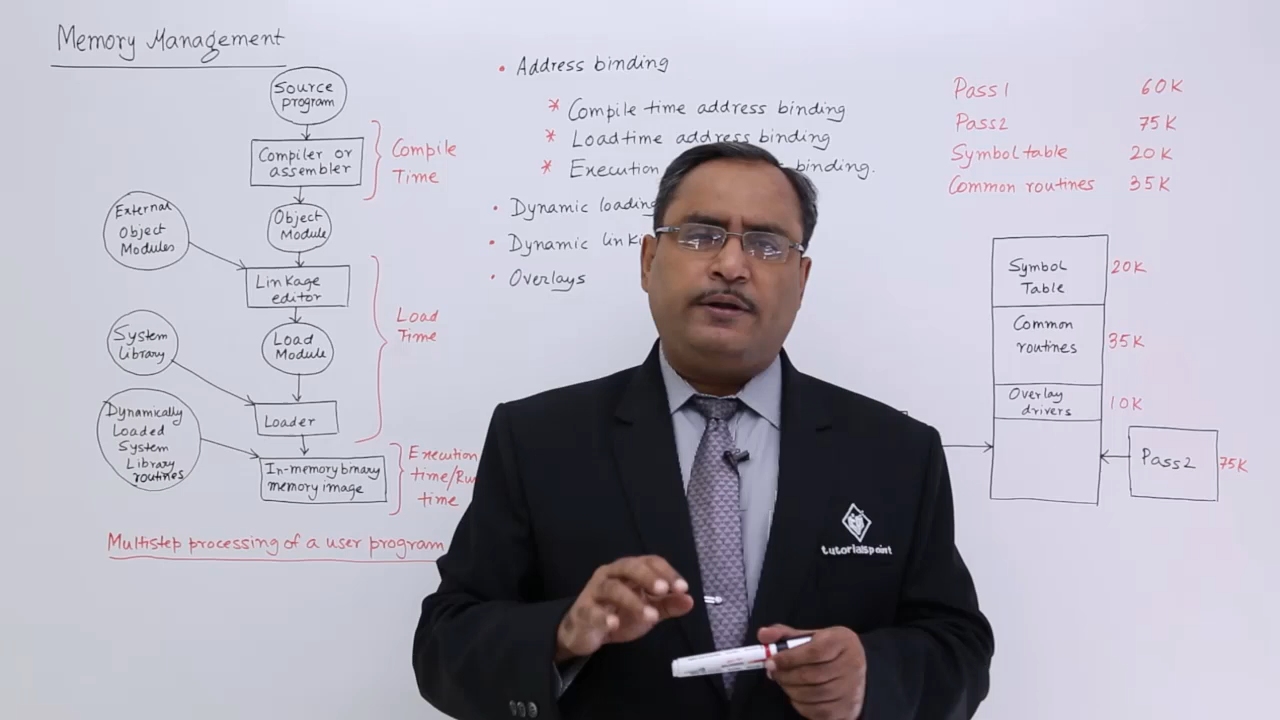 Memory Management
Source
program
Compiler or
assembler
Compile
Time
Object
Module
External
Object
Modules
Linkage
editor
System
library
Load
Module
Load
Time
Loader
Dynamically
Loaded
System
Library
routines
In-memory bmary
memory image
Execution
time/Ru
time
Multistep processing of a user program
• Address binding
* Compile time address binding
* Loadtime address binding
* Execution binding.
• Dynamic loading
• Dynamic linki
• Overlays
Pass1 60K
Pass2 75K
Symbol table 20K
Common routines 35K
Symbol
Table
20K
Common
routines
35K
Overlay
drivers
10K
Pass2
75K
tutorialspoint